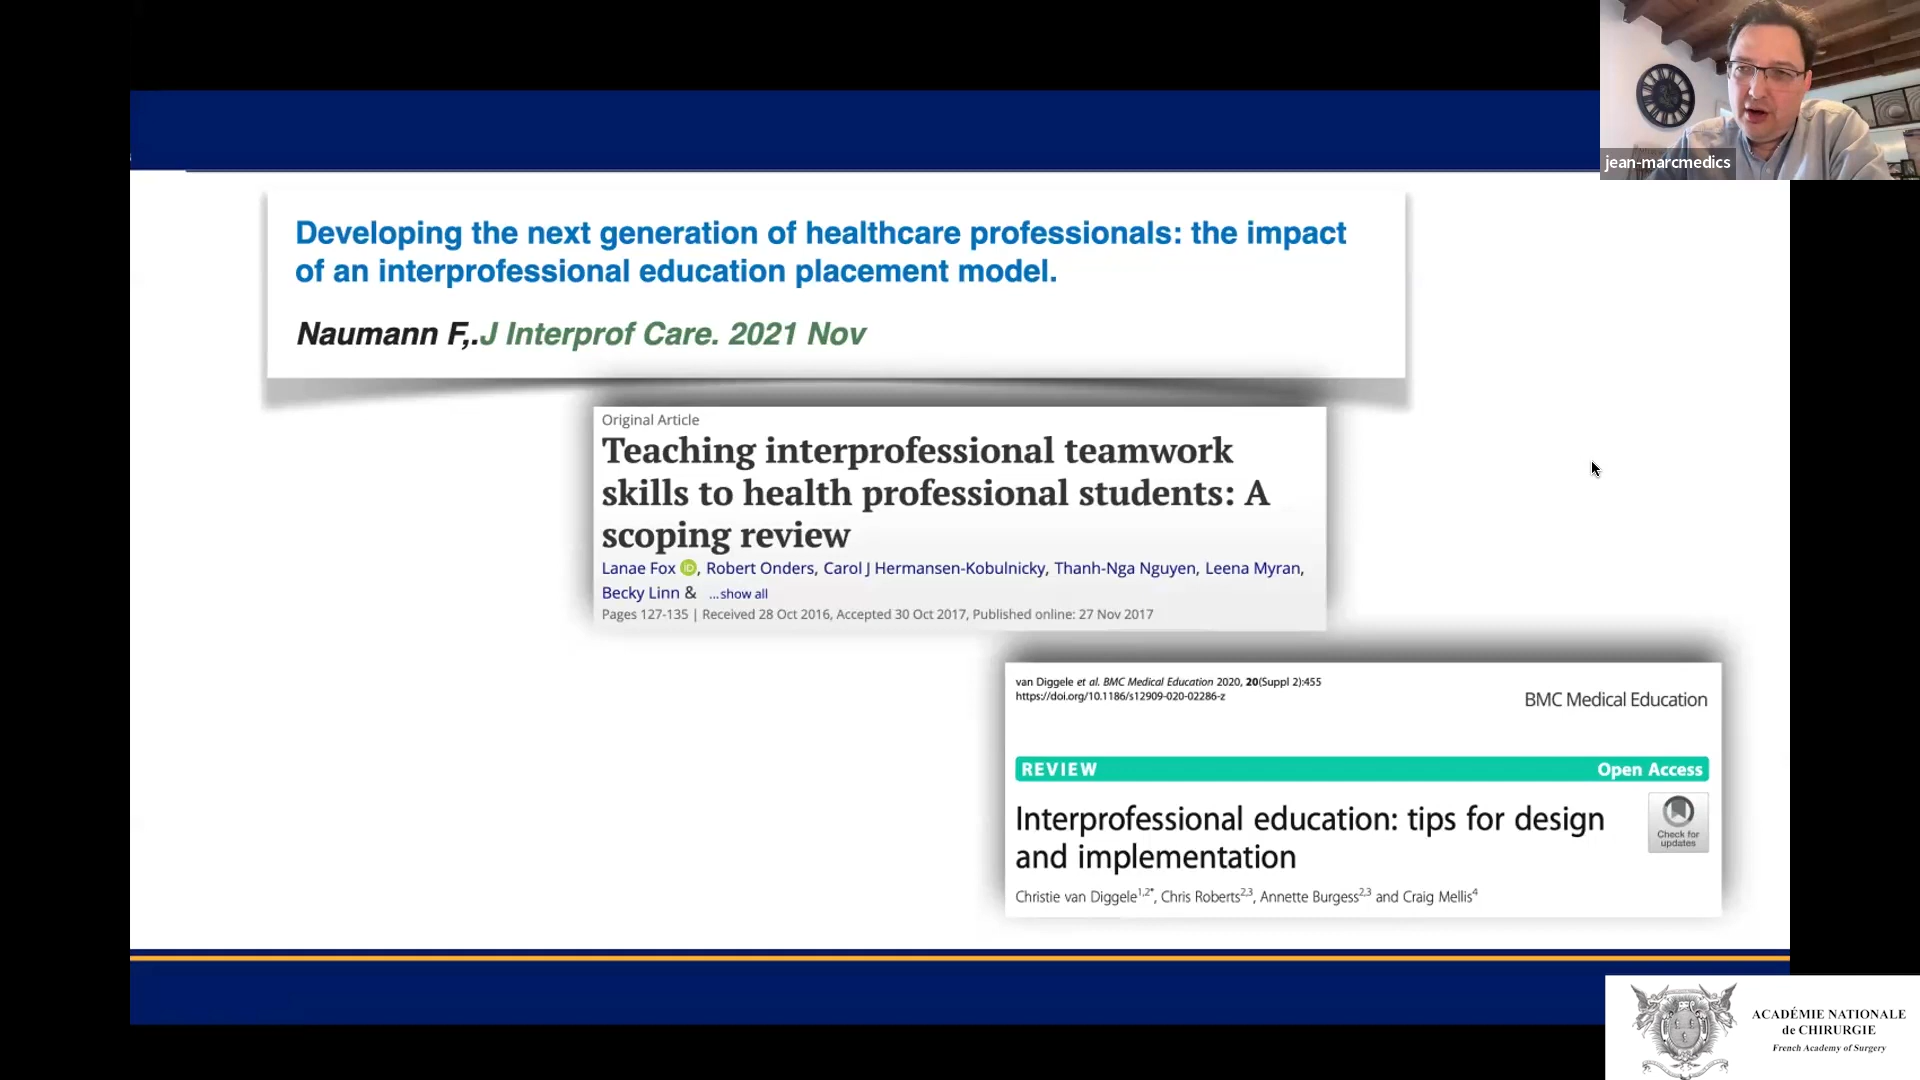 jean-marcmedics
Developing the next generation of healthcare professionals: the impact
of an interprofessional education placement model.
Naumann F,.J Interprof Care. 2021 Nov
Original Article
Teaching interprofessional teamwork
skills to health professional students: A
scoping review
Lanae Fox iD, Robert Onders, Carol J Hermansen-Kobulnicky, Thanh-Nga Nguyen, Leena Myran,
Becky Linn & ...show all
Pages 127-135 | Received 28 Oct 2016, Accepted 30 Oct 2017, Published online: 27 Nov 2017
van Diggele et al. BMC Medical Education 2020, 20(Suppl 2):455
https://doi.org/10.1186/s12909-020-02286-z
BMC Medical Education
REVIEW Open Access
Interprofessional education: tips for design
and implementation
Check for
updates
Christie van Diggele1,2*, Chris Roberts2,3, Annette Burgess2,3 and Craig Mellis4
ACADÉMIE NATIONALE
de CHIRURGIE
French Academy of Surgery